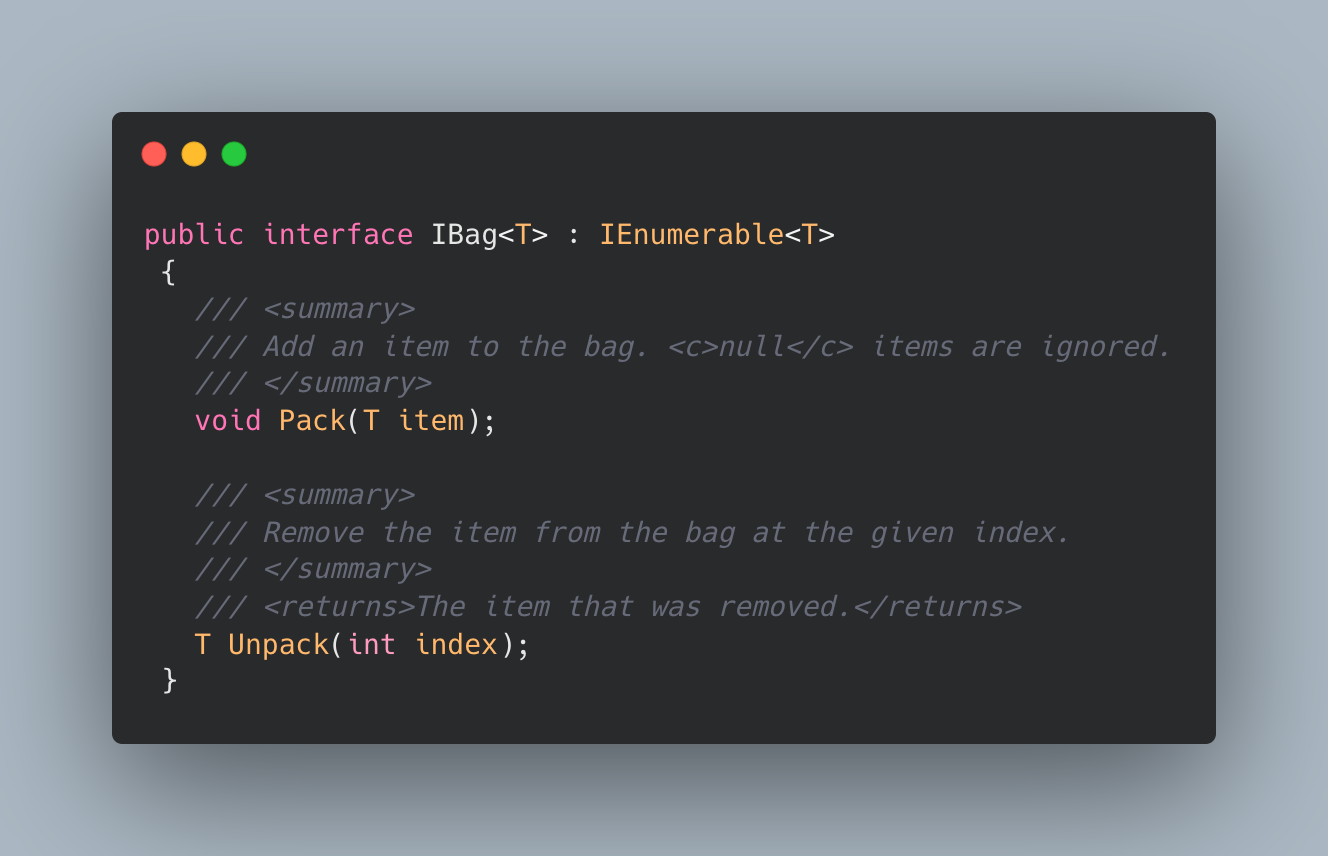 public interface IBag<T> : IEnumerable<T>
 {
   /// <summary>
   /// Add an item to the bag. <c>null</c> items are ignored.
   /// </summary>
   void Pack(T item);

   /// <summary>
   /// Remove the item from the bag at the given index.
   /// </summary>
   /// <returns>The item that was removed.</returns>
   T Unpack(int index);
 }